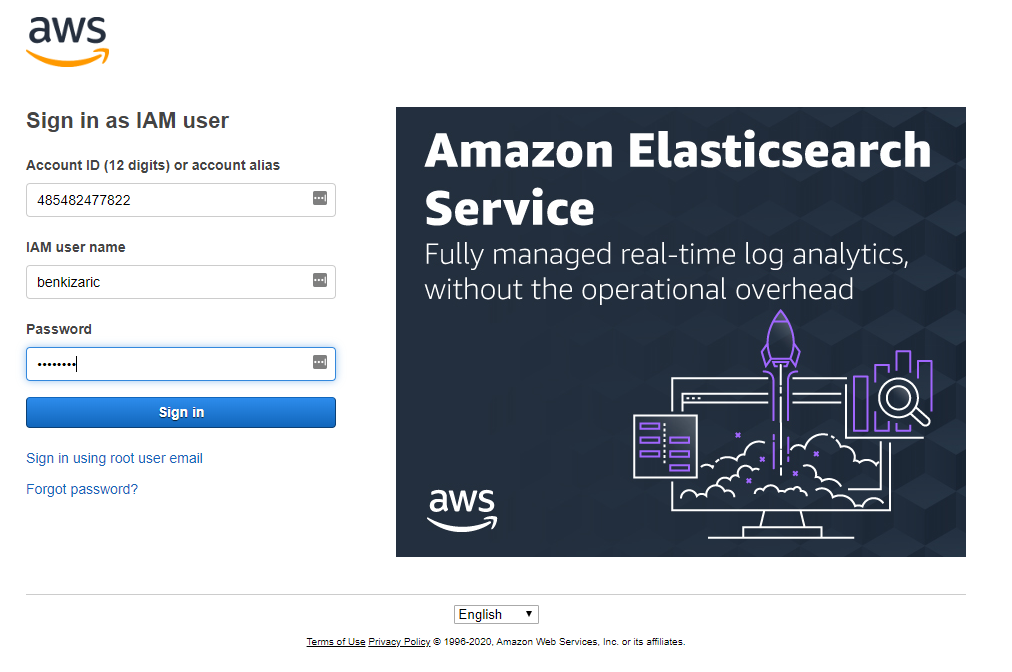 aws
Sign in as IAM user
Account ID (12 digits) or account alias
485482477822
IAM user name
benkizaric
Password
••••••••
Sign in
Sign in using root user email
Forgot password?
Amazon Elasticsearch
Service
Fully managed real-time log analytics,
without the operational overhead
aws
English
Terms of Use Privacy Policy © 1996-2020, Amazon Web Services, Inc. or its affiliates.